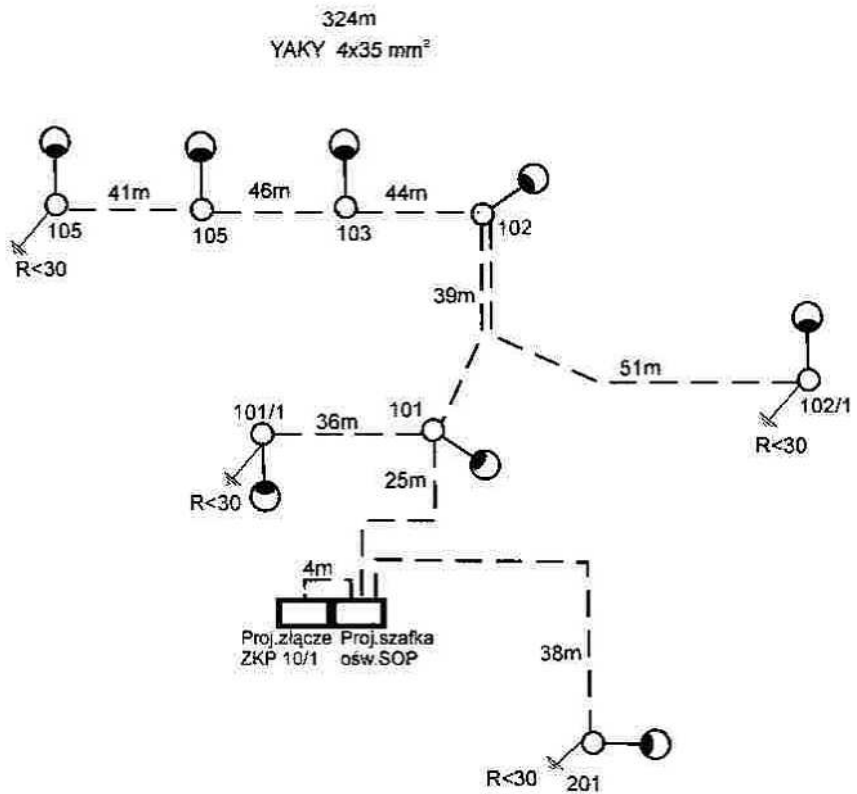 324m
YAKY 4x35 mm²
41m
46m
44m
105
105
103
102
R<30
39m
51m
102/1
R<30
101/1
36m
101
R<30
25m
4m
Proj.złącze
ZKP 10/1
Proj.szafka
ośw.SOP
38m
R<30
201